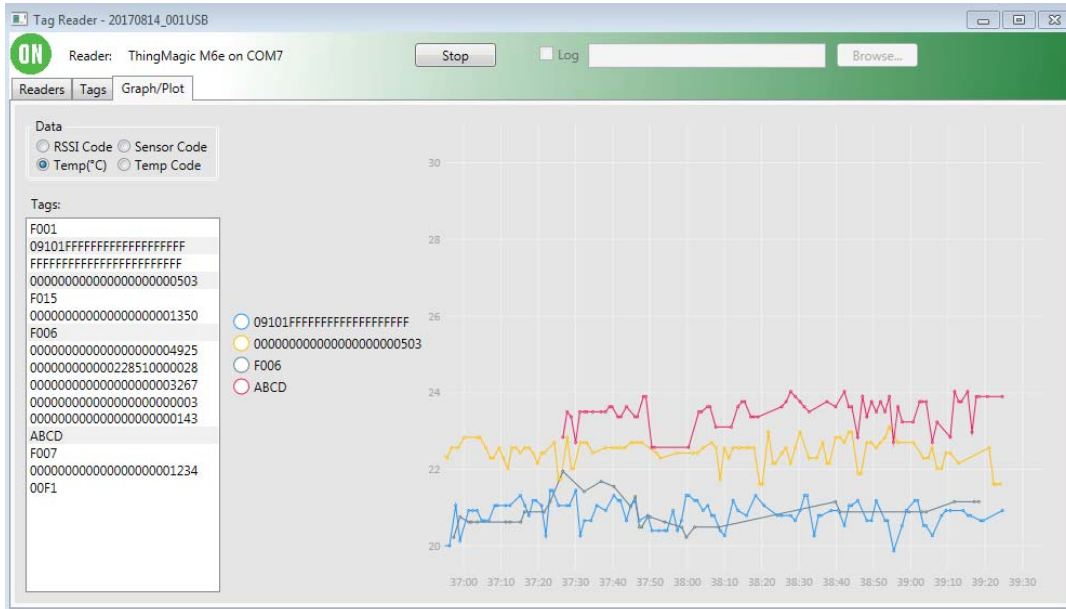 Tag Reader - 20170814_001USB
ON
Reader: ThingMagic M6e on COM7
Stop
Log
Browse...
Readers Tags Graph/Plot
Data
RSSI Code Sensor Code
Temp(°C) Temp Code
Tags:
F001
09101FFFFFFFFFFFFFFFFFFF
FFFFFFFFFFFFFFFFFFFFFFFF
000000000000000000000503
F015
000000000000000000001350
F006
000000000000000000004925
000000000000228510000028
000000000000000000003267
000000000000000000000003
000000000000000000000143
ABCD
F007
000000000000000000001234
00F1
09101FFFFFFFFFFFFFFFFFFF
000000000000000000000503
F006
ABCD
30
28
26
24
22
20
37:00 37:10 37:20 37:30 37:40 37:50 38:00 38:10 38:20 38:30 38:40 38:50 39:00 39:10 39:20 39:30